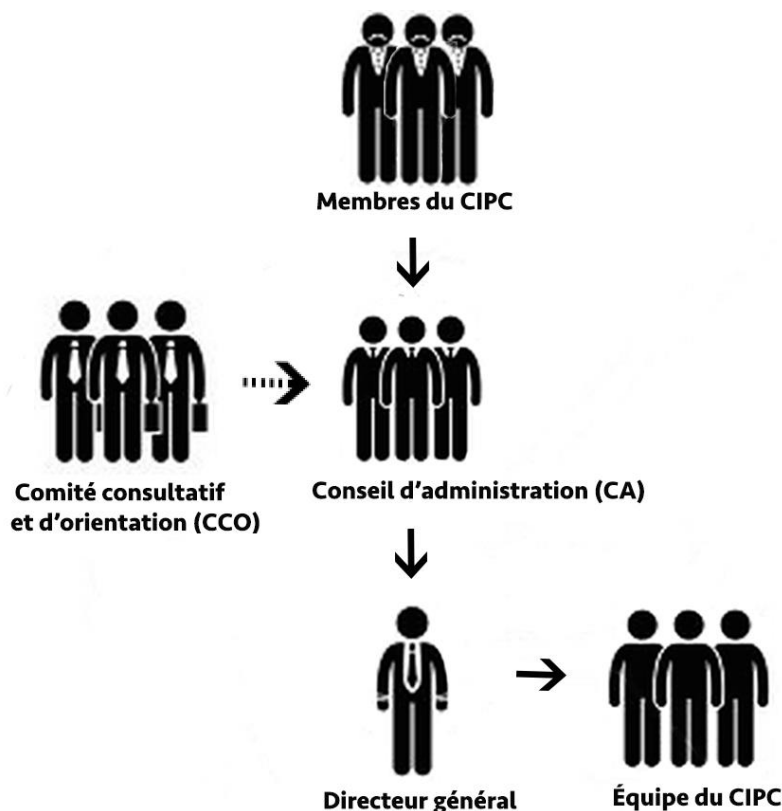 Membres du CIPC
Comité consultatif
et d'orientation (CCO)
Conseil d'administration (CA)
Directeur général
Équipe du CIPC